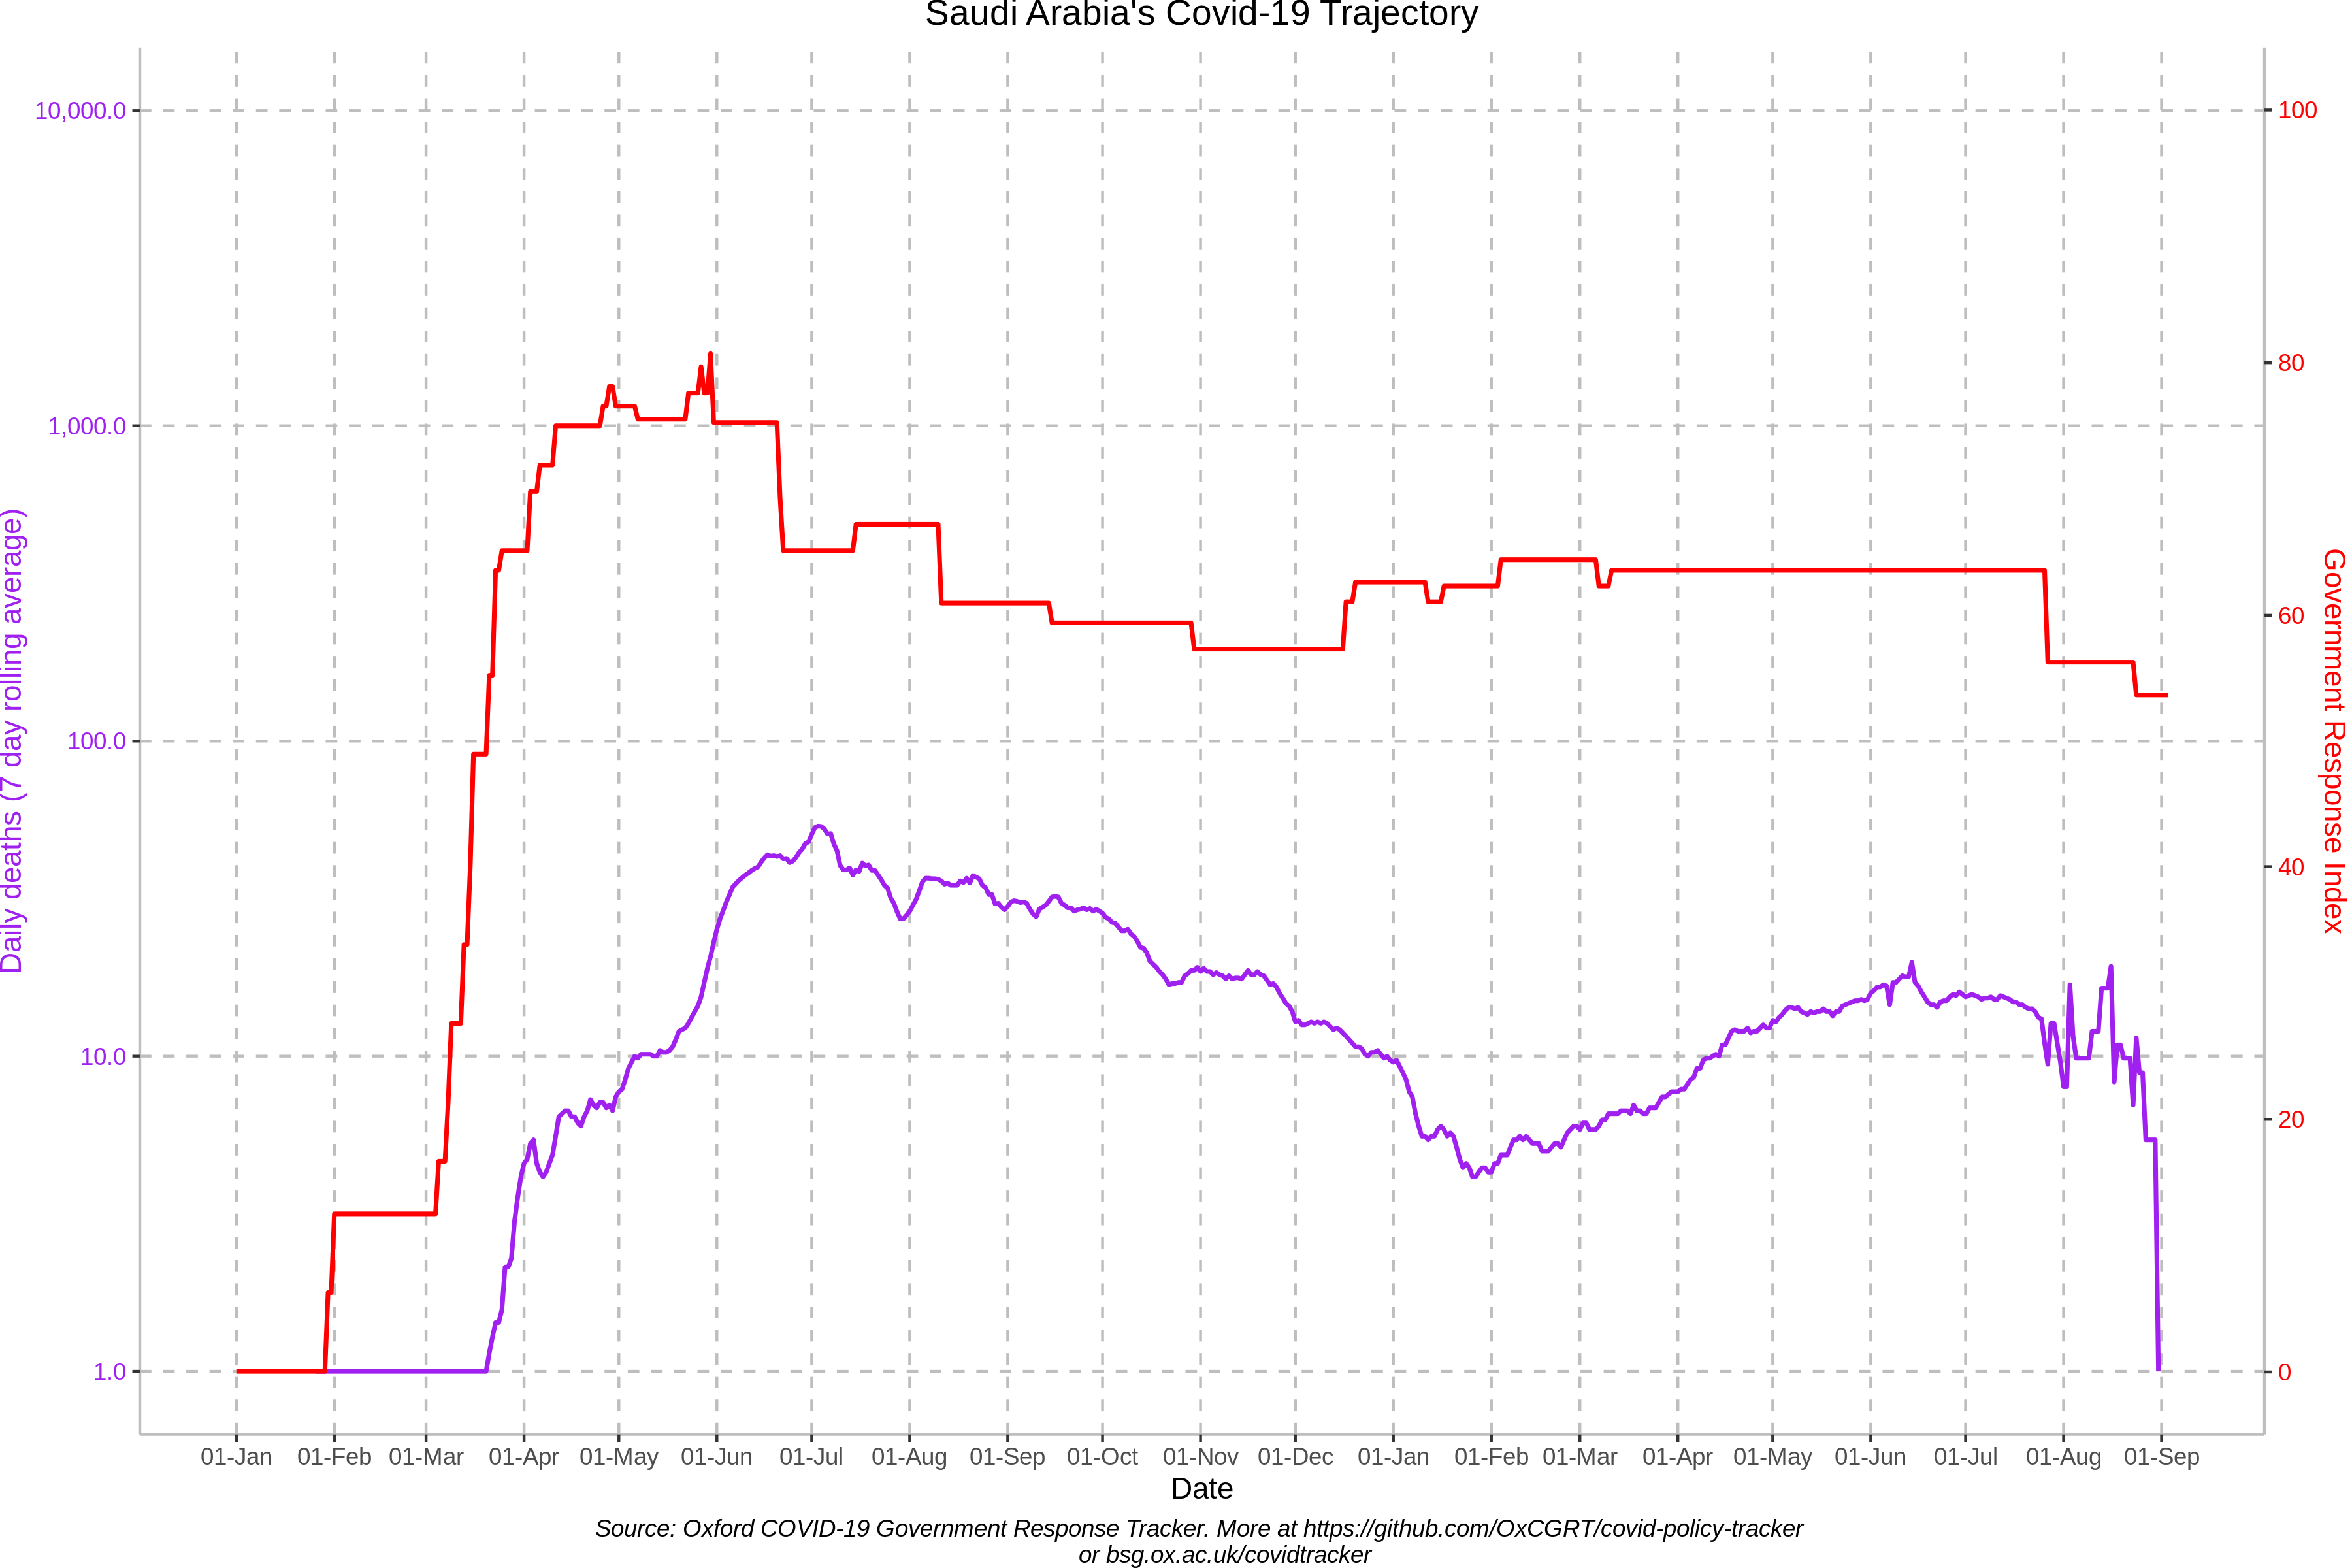 Saudi Arabia's Covid-19 Trajectory
Daily deaths (7 day rolling average)
10,000.0
1,000.0
100.0
10.0
1.0
100
80
60
40
20
0
Government Response Index
01-Jan 01-Feb 01-Mar 01-Apr 01-May 01-Jun 01-Jul 01-Aug 01-Sep 01-Oct 01-Nov 01-Dec 01-Jan 01-Feb 01-Mar 01-Apr 01-May 01-Jun 01-Jul 01-Aug 01-Sep
Date
Source: Oxford COVID-19 Government Response Tracker. More at https://github.com/OxCGRT/covid-policy-tracker
or bsg.ox.ac.uk/covidtracker